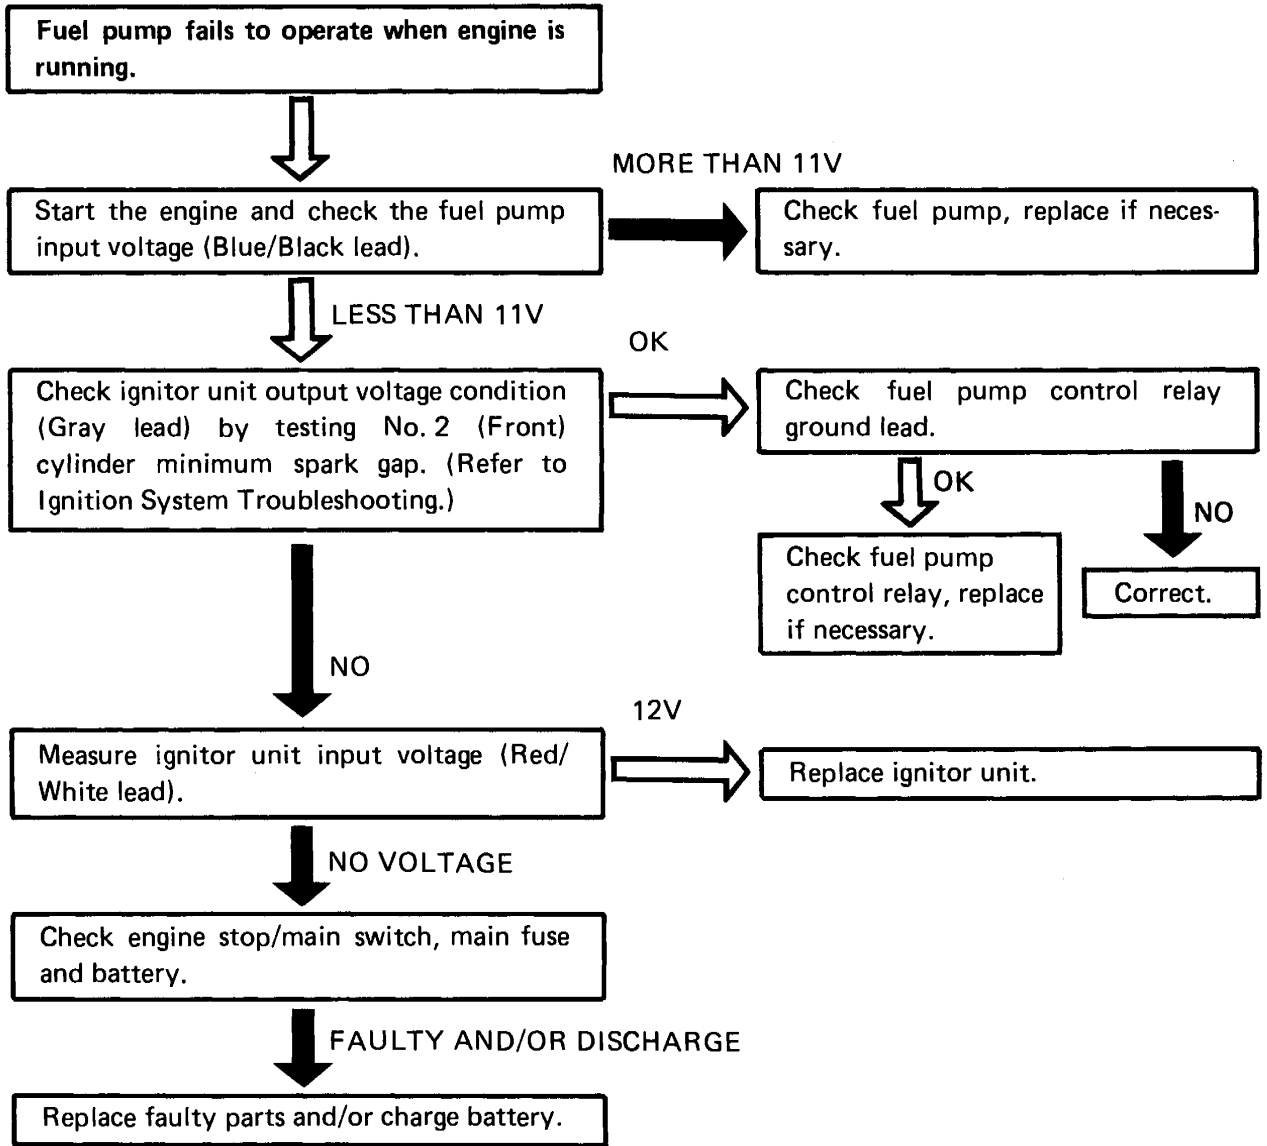 Fuel pump fails to operate when engine is
running.
MORE THAN 11V
Start the engine and check the fuel pump
input voltage (Blue/Black lead).
Check fuel pump, replace if neces-
sary.
LESS THAN 11V
OK
Check ignitor unit output voltage condition
(Gray lead) by testing No. 2 (Front)
cylinder minimum spark gap. (Refer to
Ignition System Troubleshooting.)
Check fuel pump control relay
ground lead.
OK
NO
Check fuel pump
control relay, replace
if necessary.
Correct.
NO
12V
Measure ignitor unit input voltage (Red/
White lead).
Replace ignitor unit.
NO VOLTAGE
Check engine stop/main switch, main fuse
and battery.
FAULTY AND/OR DISCHARGE
Replace faulty parts and/or charge battery.